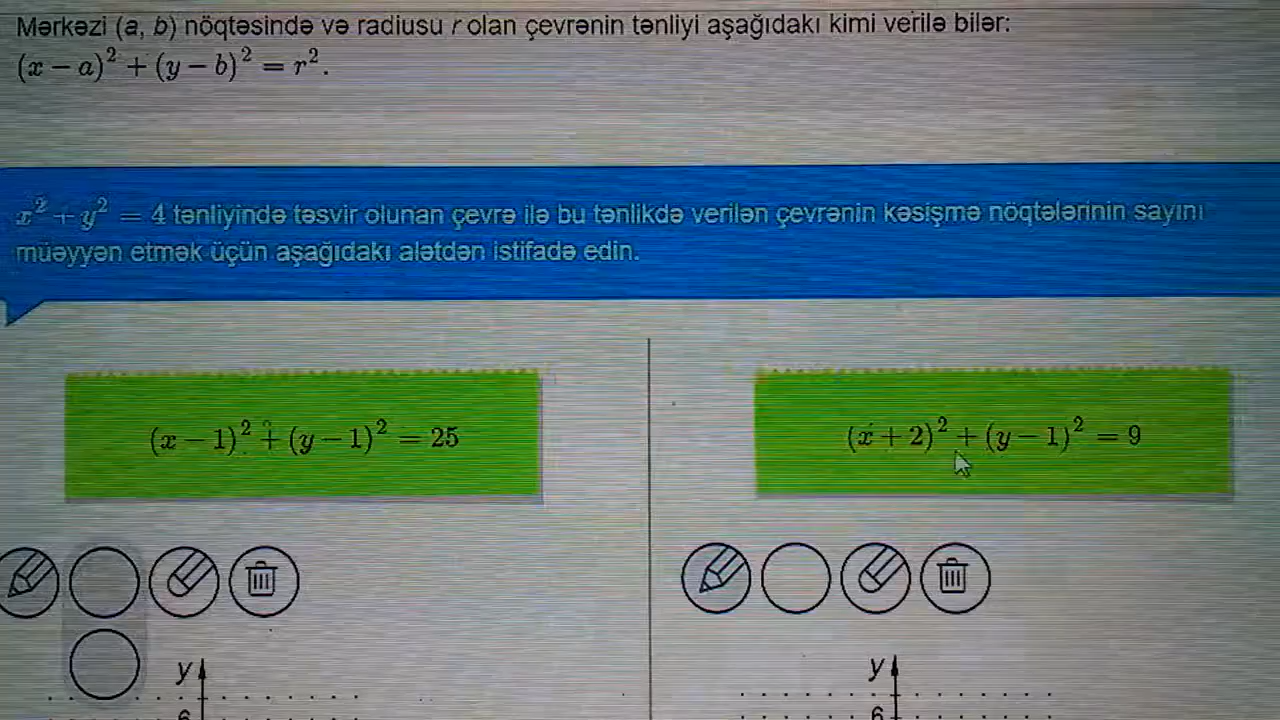 Mərkəzi (a, b) nöqtəsində və radiusu r olan çevrənin tənliyi aşağıdakı kimi verilə bilər:
(x − a)² + (y − b)² = r².
x² + y² = 4 tənliyində təsvir olunan çevrə ilə bu tənlikdə verilən çevrənin kəsişmə nöqtələrinin sayını
müəyyən etmək üçün aşağıdakı alətdən istifadə edin.
(x − 1)² + (y − 1)² = 25
(x + 2)² + (y − 1)² = 9
y
6
y
6